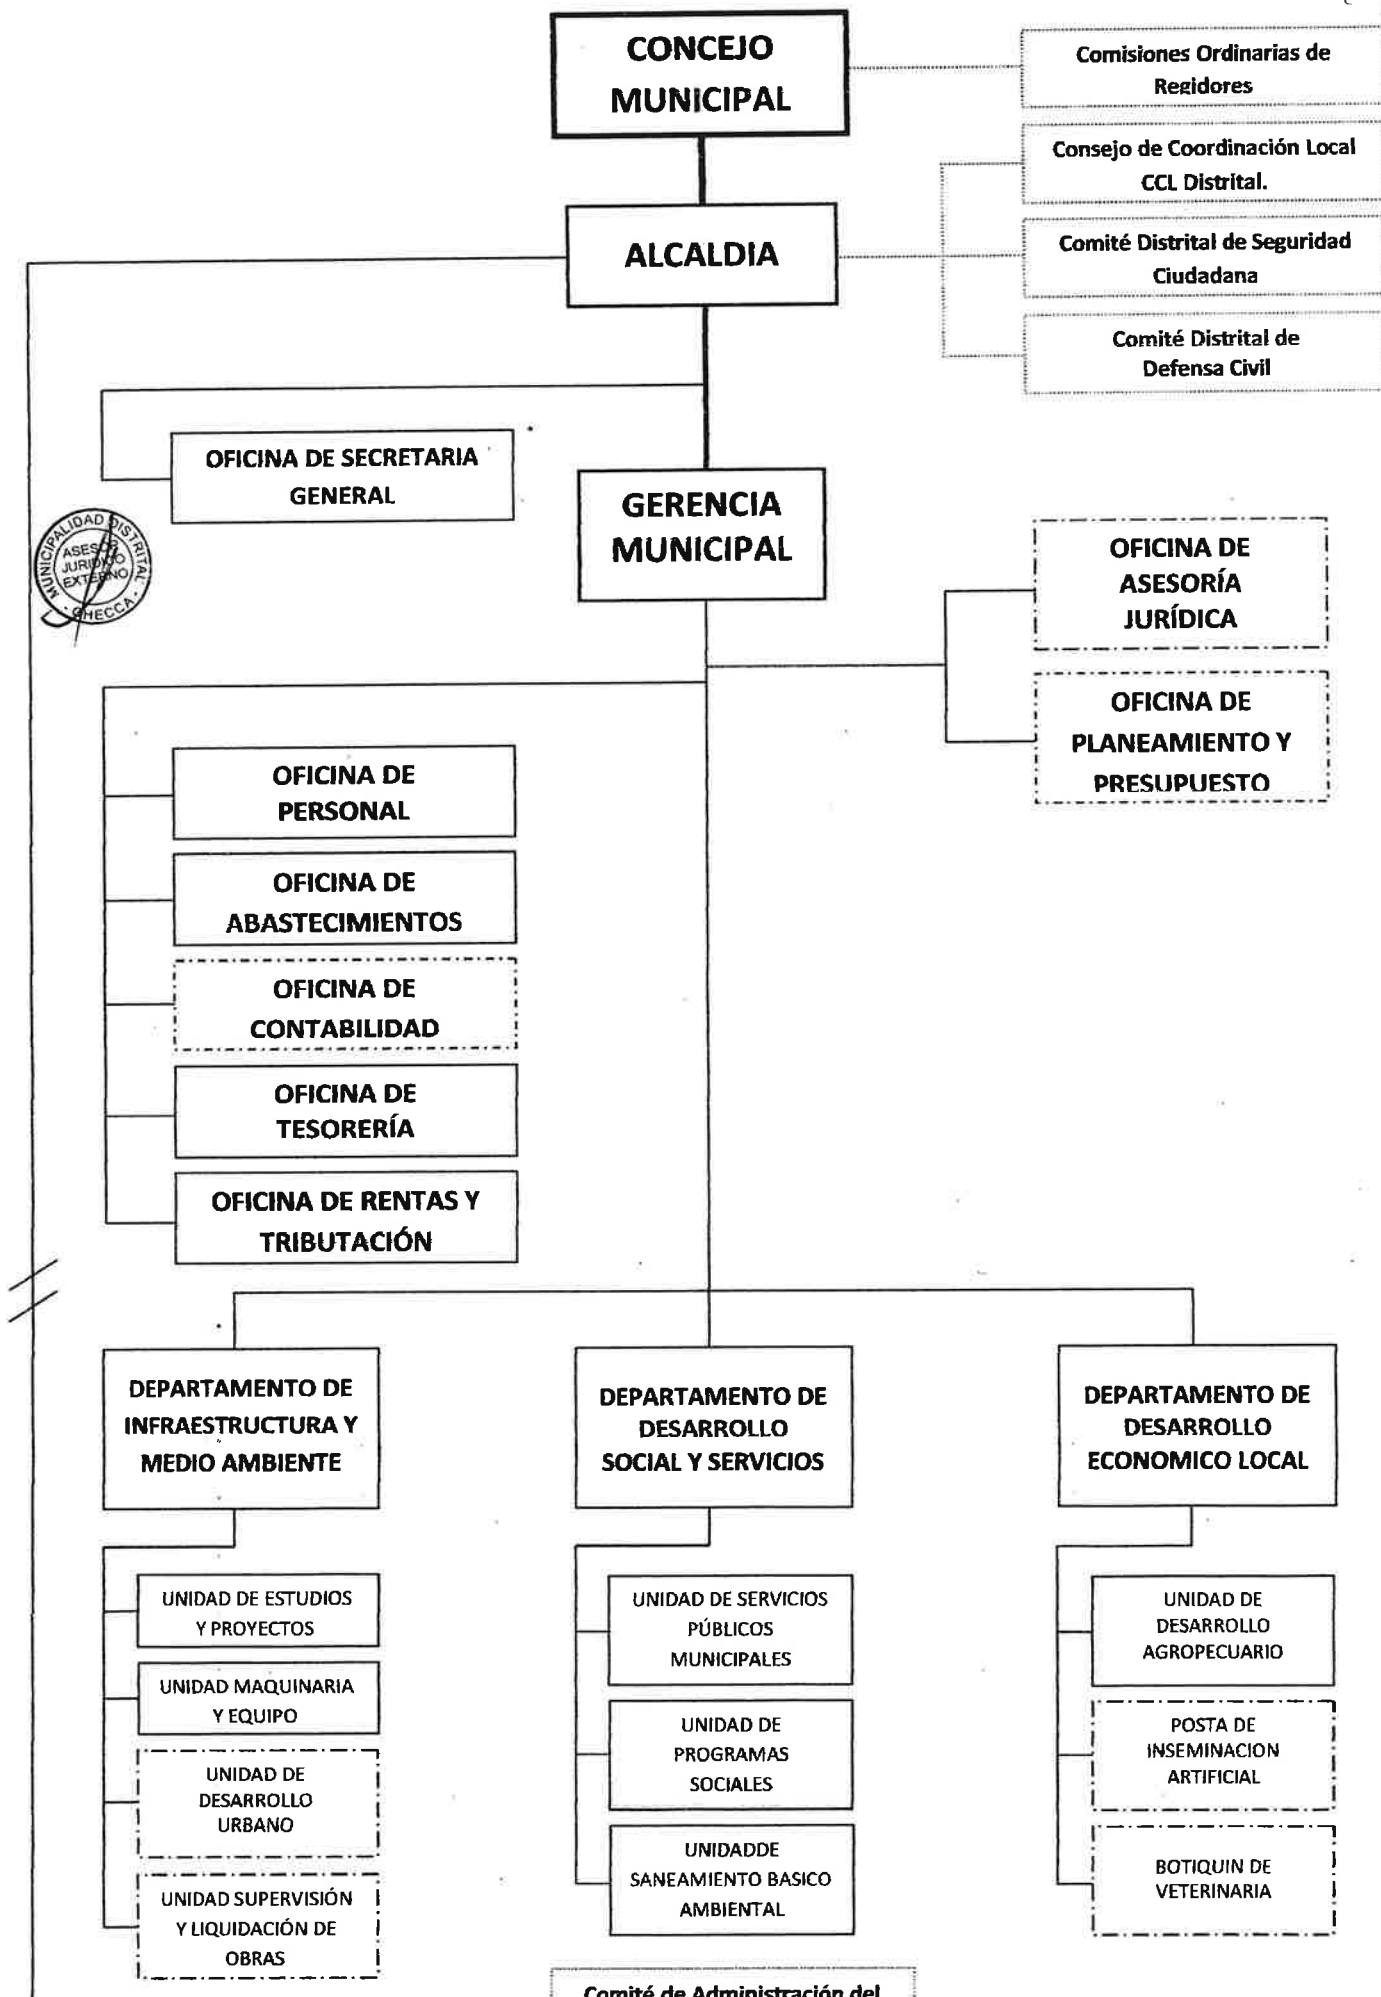 CONCEJO
MUNICIPAL
Comisiones Ordinarias de
Regidores
Consejo de Coordinación Local
CCL Distrital.
ALCALDIA
Comité Distrital de Seguridad
Ciudadana
Comité Distrital de
Defensa Civil
OFICINA DE SECRETARIA
GENERAL
GERENCIA
MUNICIPAL
MUNICIPALIDAD DISTRITAL
ASESOR
JURIDICO
EXTERNO
- CHECCA -
OFICINA DE
ASESORÍA
JURÍDICA
OFICINA DE
PLANEAMIENTO Y
PRESUPUESTO
OFICINA DE
PERSONAL
OFICINA DE
ABASTECIMIENTOS
OFICINA DE
CONTABILIDAD
OFICINA DE
TESORERÍA
OFICINA DE RENTAS Y
TRIBUTACIÓN
DEPARTAMENTO DE
INFRAESTRUCTURA Y
MEDIO AMBIENTE
DEPARTAMENTO DE
DESARROLLO
SOCIAL Y SERVICIOS
DEPARTAMENTO DE
DESARROLLO
ECONOMICO LOCAL
UNIDAD DE ESTUDIOS
Y PROYECTOS
UNIDAD MAQUINARIA
Y EQUIPO
UNIDAD DE
DESARROLLO
URBANO
UNIDAD SUPERVISIÓN
Y LIQUIDACIÓN DE
OBRAS
UNIDAD DE SERVICIOS
PÚBLICOS
MUNICIPALES
UNIDAD DE
PROGRAMAS
SOCIALES
UNIDADDE
SANEAMIENTO BASICO
AMBIENTAL
UNIDAD DE
DESARROLLO
AGROPECUARIO
POSTA DE
INSEMINACION
ARTIFICIAL
BOTIQUIN DE
VETERINARIA
Comité de Administración del